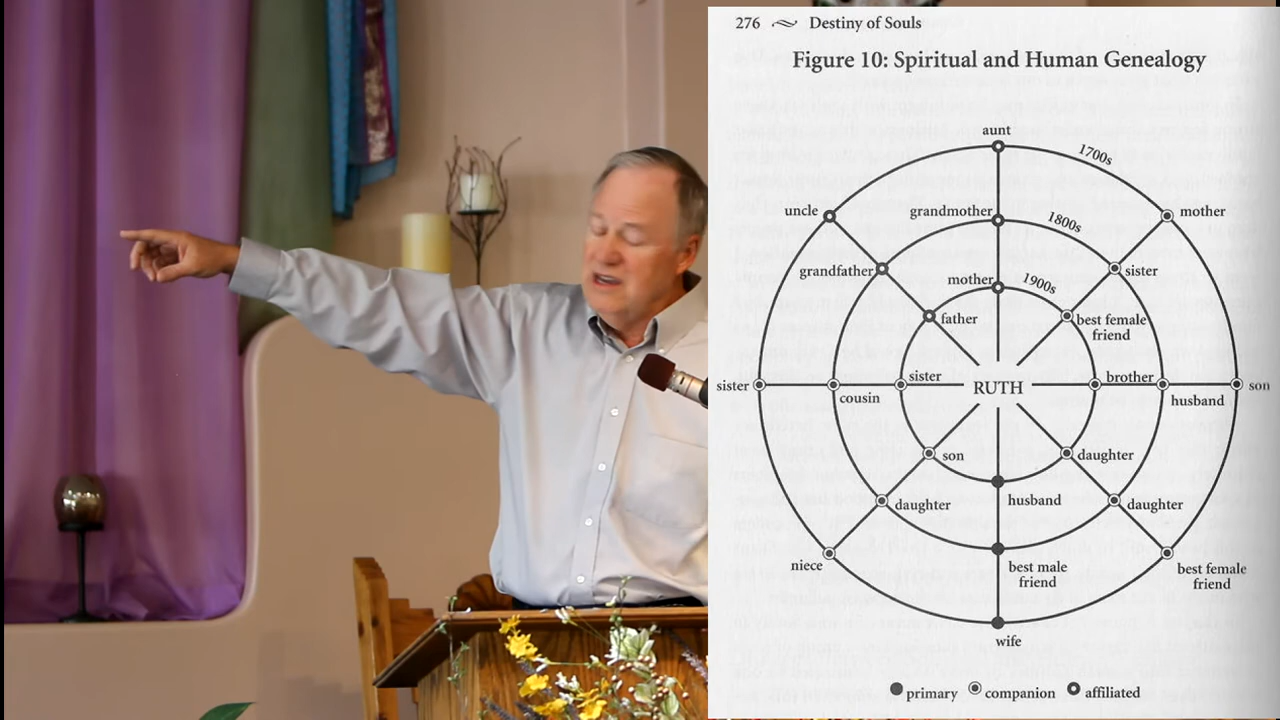 276 ~ Destiny of Souls
Figure 10: Spiritual and Human Genealogy
aunt
1700s
uncle
grandmother
1800s
mother
grandfather
mother
1900s
sister
father
best female
friend
sister
cousin
sister
RUTH
brother
husband
son
son
daughter
daughter
husband
daughter
niece
best male
friend
best female
friend
wife
primary
companion
affiliated